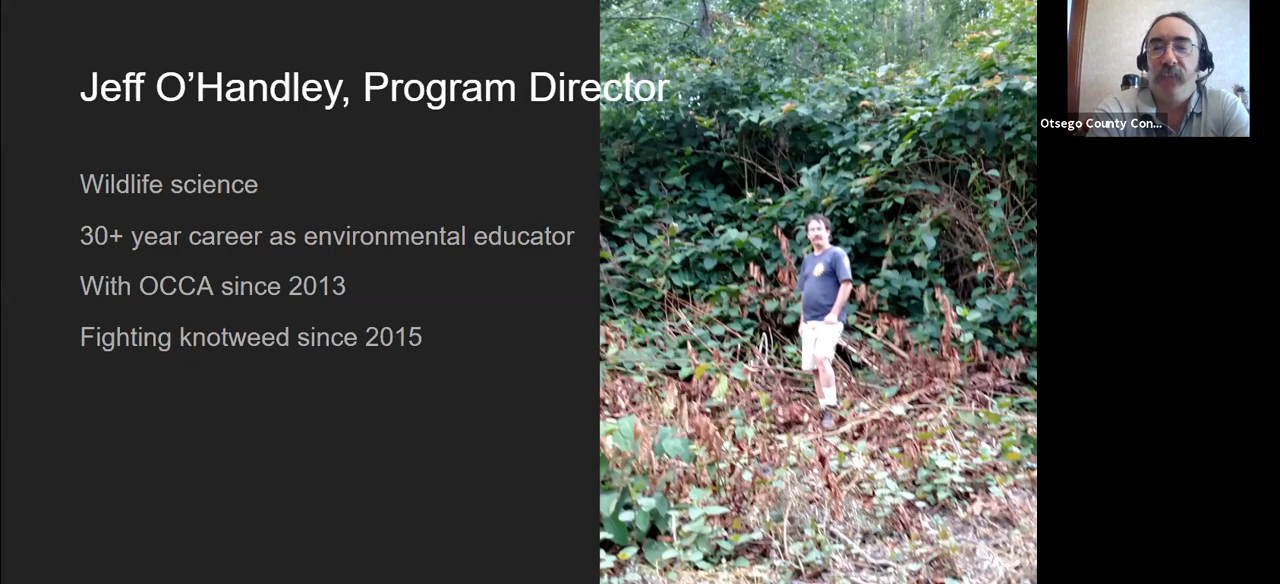 Jeff O’Handley, Program Director
Wildlife science
30+ year career as environmental educator
With OCCA since 2013
Fighting knotweed since 2015
Otsego County Con...